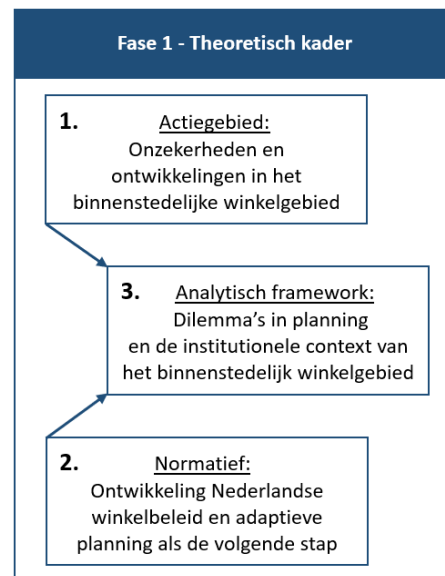 Fase 1 - Theoretisch kader
1. Actiegebied:
Onzekerheden en
ontwikkelingen in het
binnenstedelijke winkelgebied
3. Analytisch framework:
Dilemma's in planning
en de institutionele context van
het binnenstedelijk winkelgebied
2. Normatief:
Ontwikkeling Nederlandse
winkelbeleid en adaptieve
planning als de volgende stap